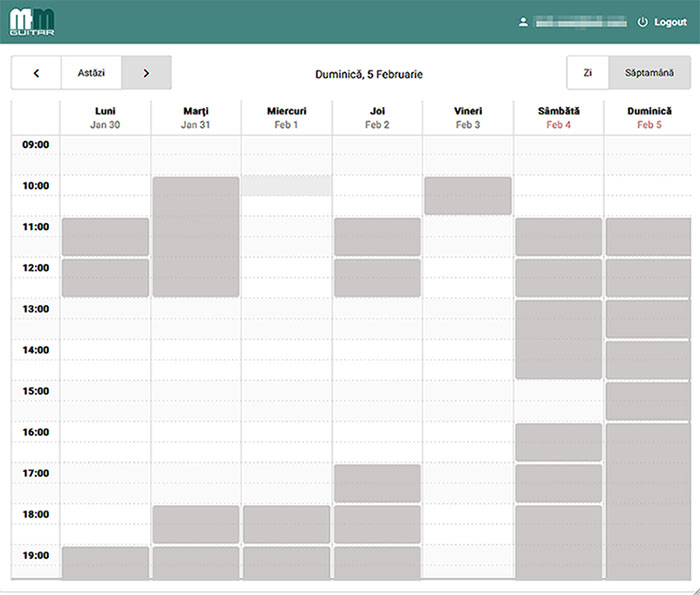 MM
GUITAR
Logout
Astăzi
Duminică, 5 Februarie
Zi
Săptamână
Luni
Marţi
Miercuri
Joi
Vineri
Sâmbătă
Duminică
Jan 30
Jan 31
Feb 1
Feb 2
Feb 3
Feb 4
Feb 5
09:00
10:00
11:00
12:00
13:00
14:00
15:00
16:00
17:00
18:00
19:00